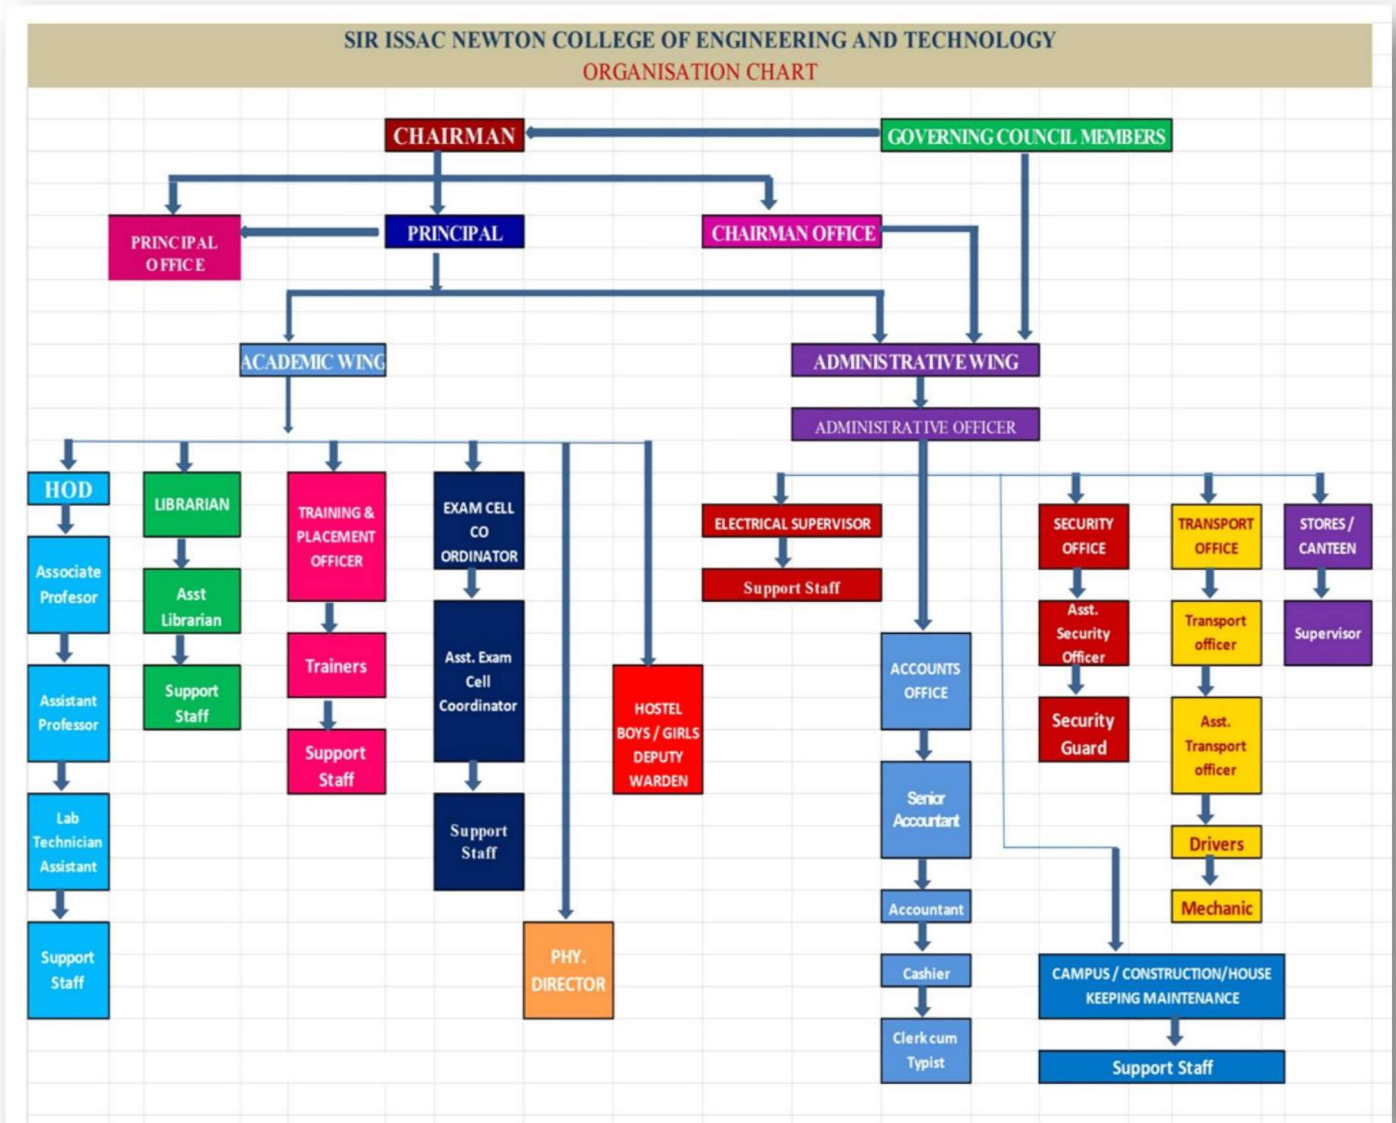 SIR ISSAC NEWTON COLLEGE OF ENGINEERING AND TECHNOLOGY
ORGANISATION CHART
CHAIRMAN
GOVERNING COUNCIL MEMBERS
PRINCIPAL
OFFICE
PRINCIPAL
CHAIRMAN OFFICE
ACADEMIC WING
ADMINISTRATIVE WING
ADMINISTRATIVE OFFICER
HOD
Associate
Profesor
Assistant
Professor
Lab
Technician
Assistant
Support
Staff
LIBRARIAN
Asst
Librarian
Support
Staff
TRAINING &
PLACEMENT
OFFICER
Trainers
Support
Staff
EXAM CELL
CO
ORDINATOR
Asst. Exam
Cell
Coordinator
Support
Staff
PHY.
DIRECTOR
HOSTEL
BOYS / GIRLS
DEPUTY
WARDEN
ELECTRICAL SUPERVISOR
Support Staff
ACCOUNTS
OFFICE
Senior
Accountant
Accountant
Cashier
Clerk cum
Typist
SECURITY
OFFICE
Asst.
Security
Officer
Security
Guard
TRANSPORT
OFFICE
Transport
officer
Asst.
Transport
officer
Drivers
Mechanic
STORES /
CANTEEN
Supervisor
CAMPUS / CONSTRUCTION/HOUSE
KEEPING MAINTENANCE
Support Staff